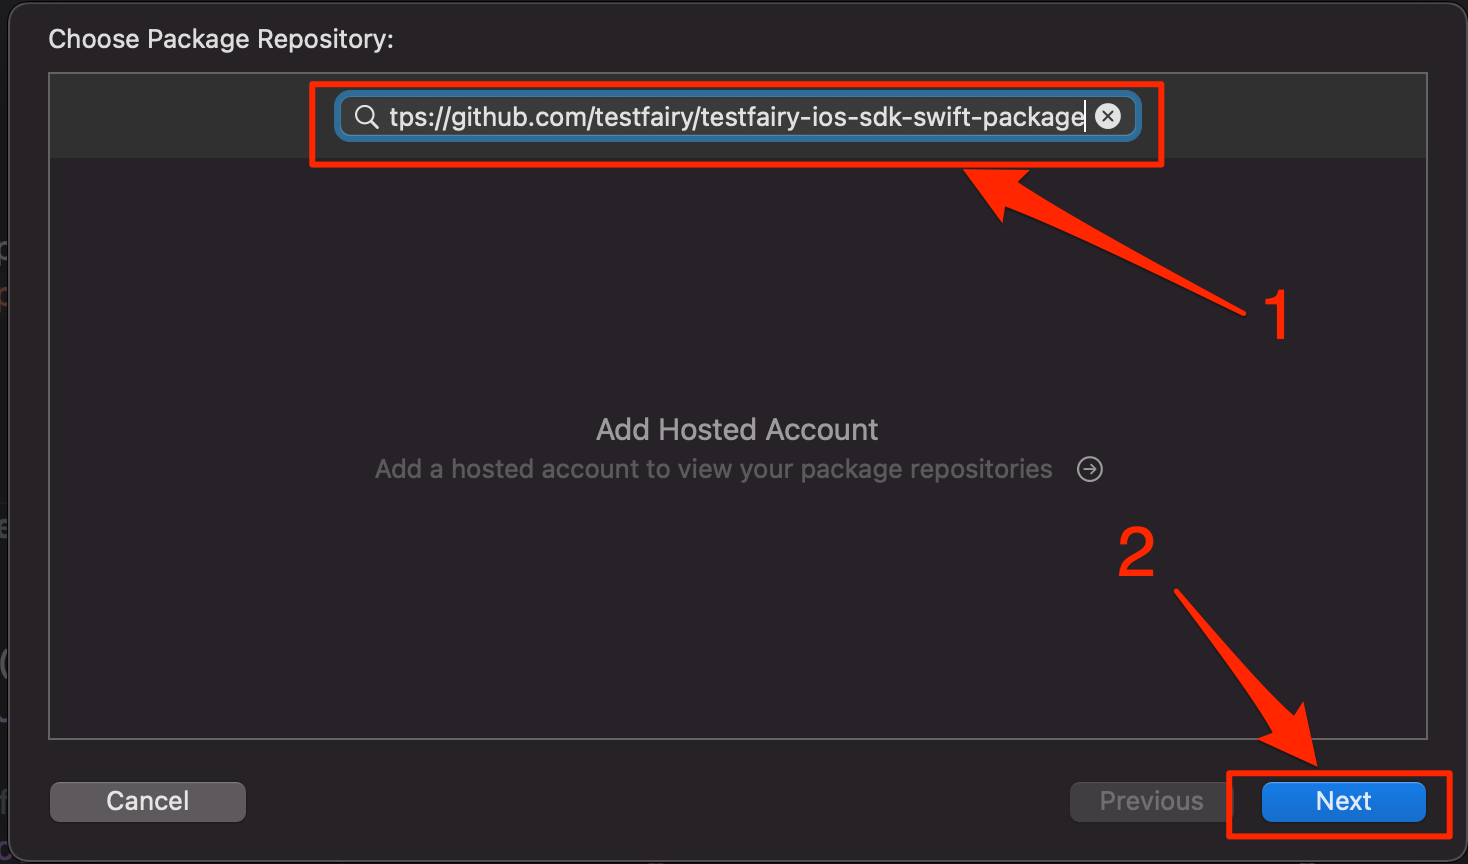 Choose Package Repository:
tps://github.com/testfairy/testfairy-ios-sdk-swift-package
1
Add Hosted Account
Add a hosted account to view your package repositories
2
Cancel
Previous
Next